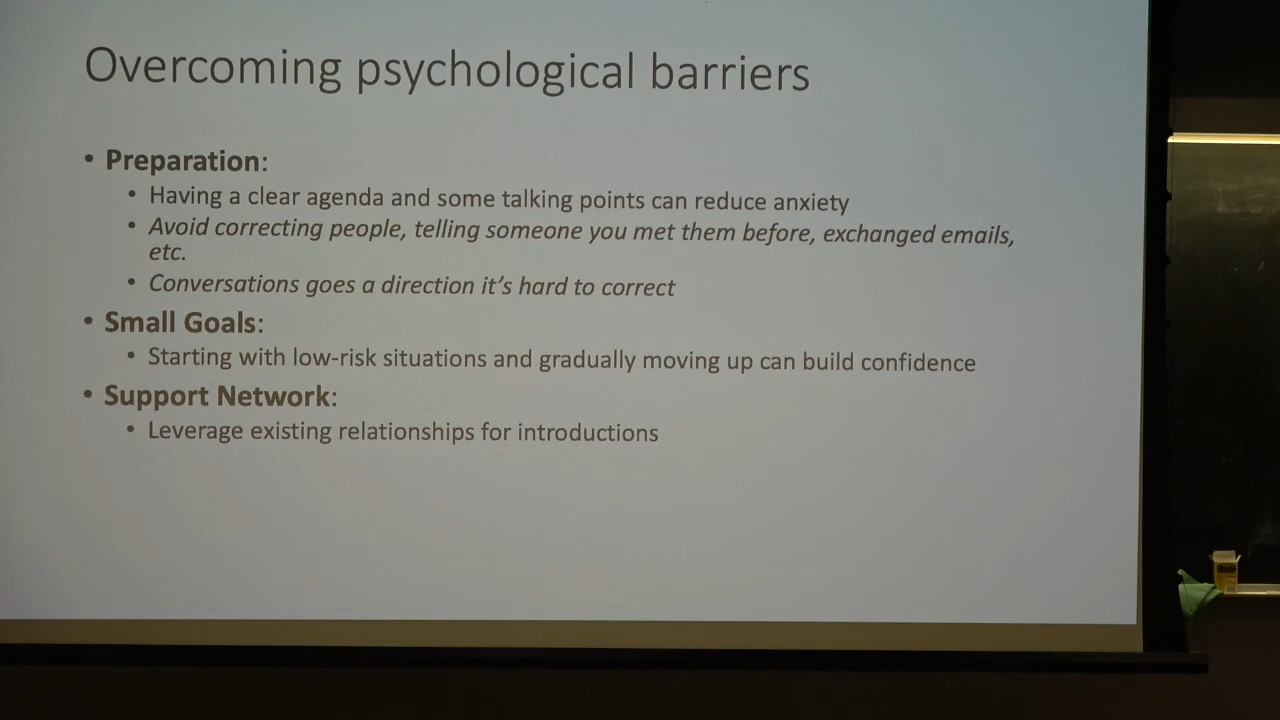 Overcoming psychological barriers
• Preparation:
• Having a clear agenda and some talking points can reduce anxiety
• Avoid correcting people, telling someone you met them before, exchanged emails,
etc.
• Conversations goes a direction it's hard to correct
• Small Goals:
• Starting with low-risk situations and gradually moving up can build confidence
• Support Network:
• Leverage existing relationships for introductions